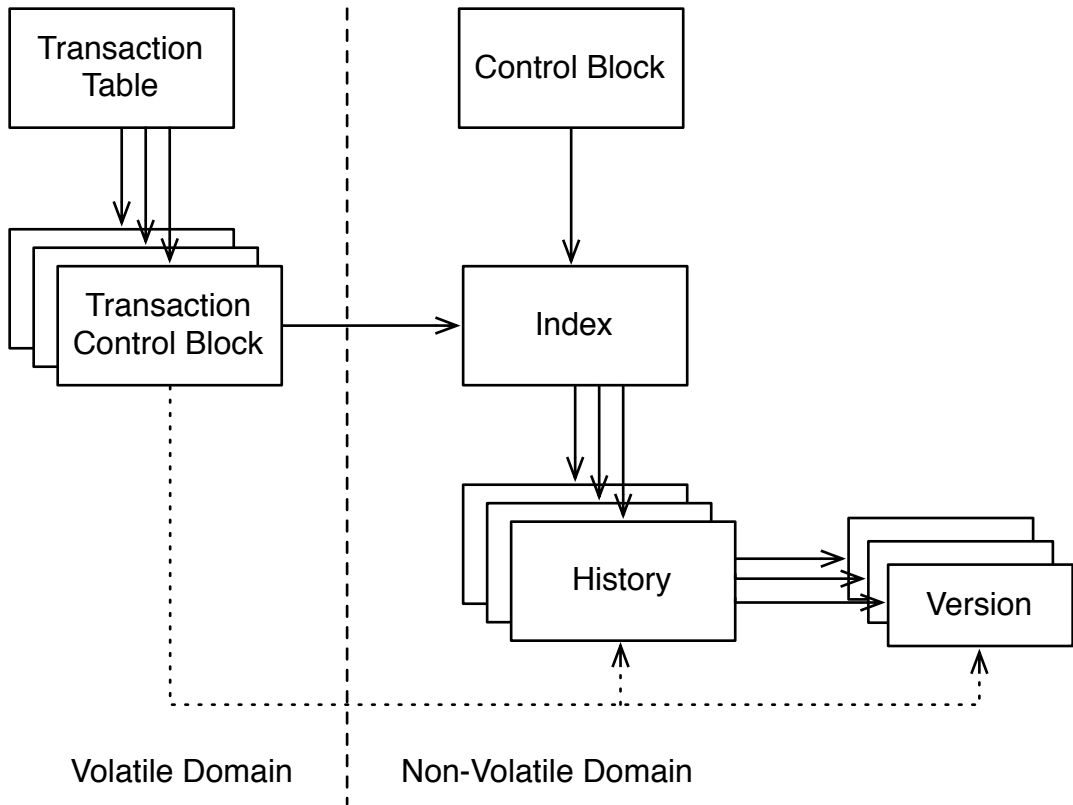 Transaction
Table
Control Block
Transaction
Control Block
Index
History
Version
Volatile Domain
Non-Volatile Domain